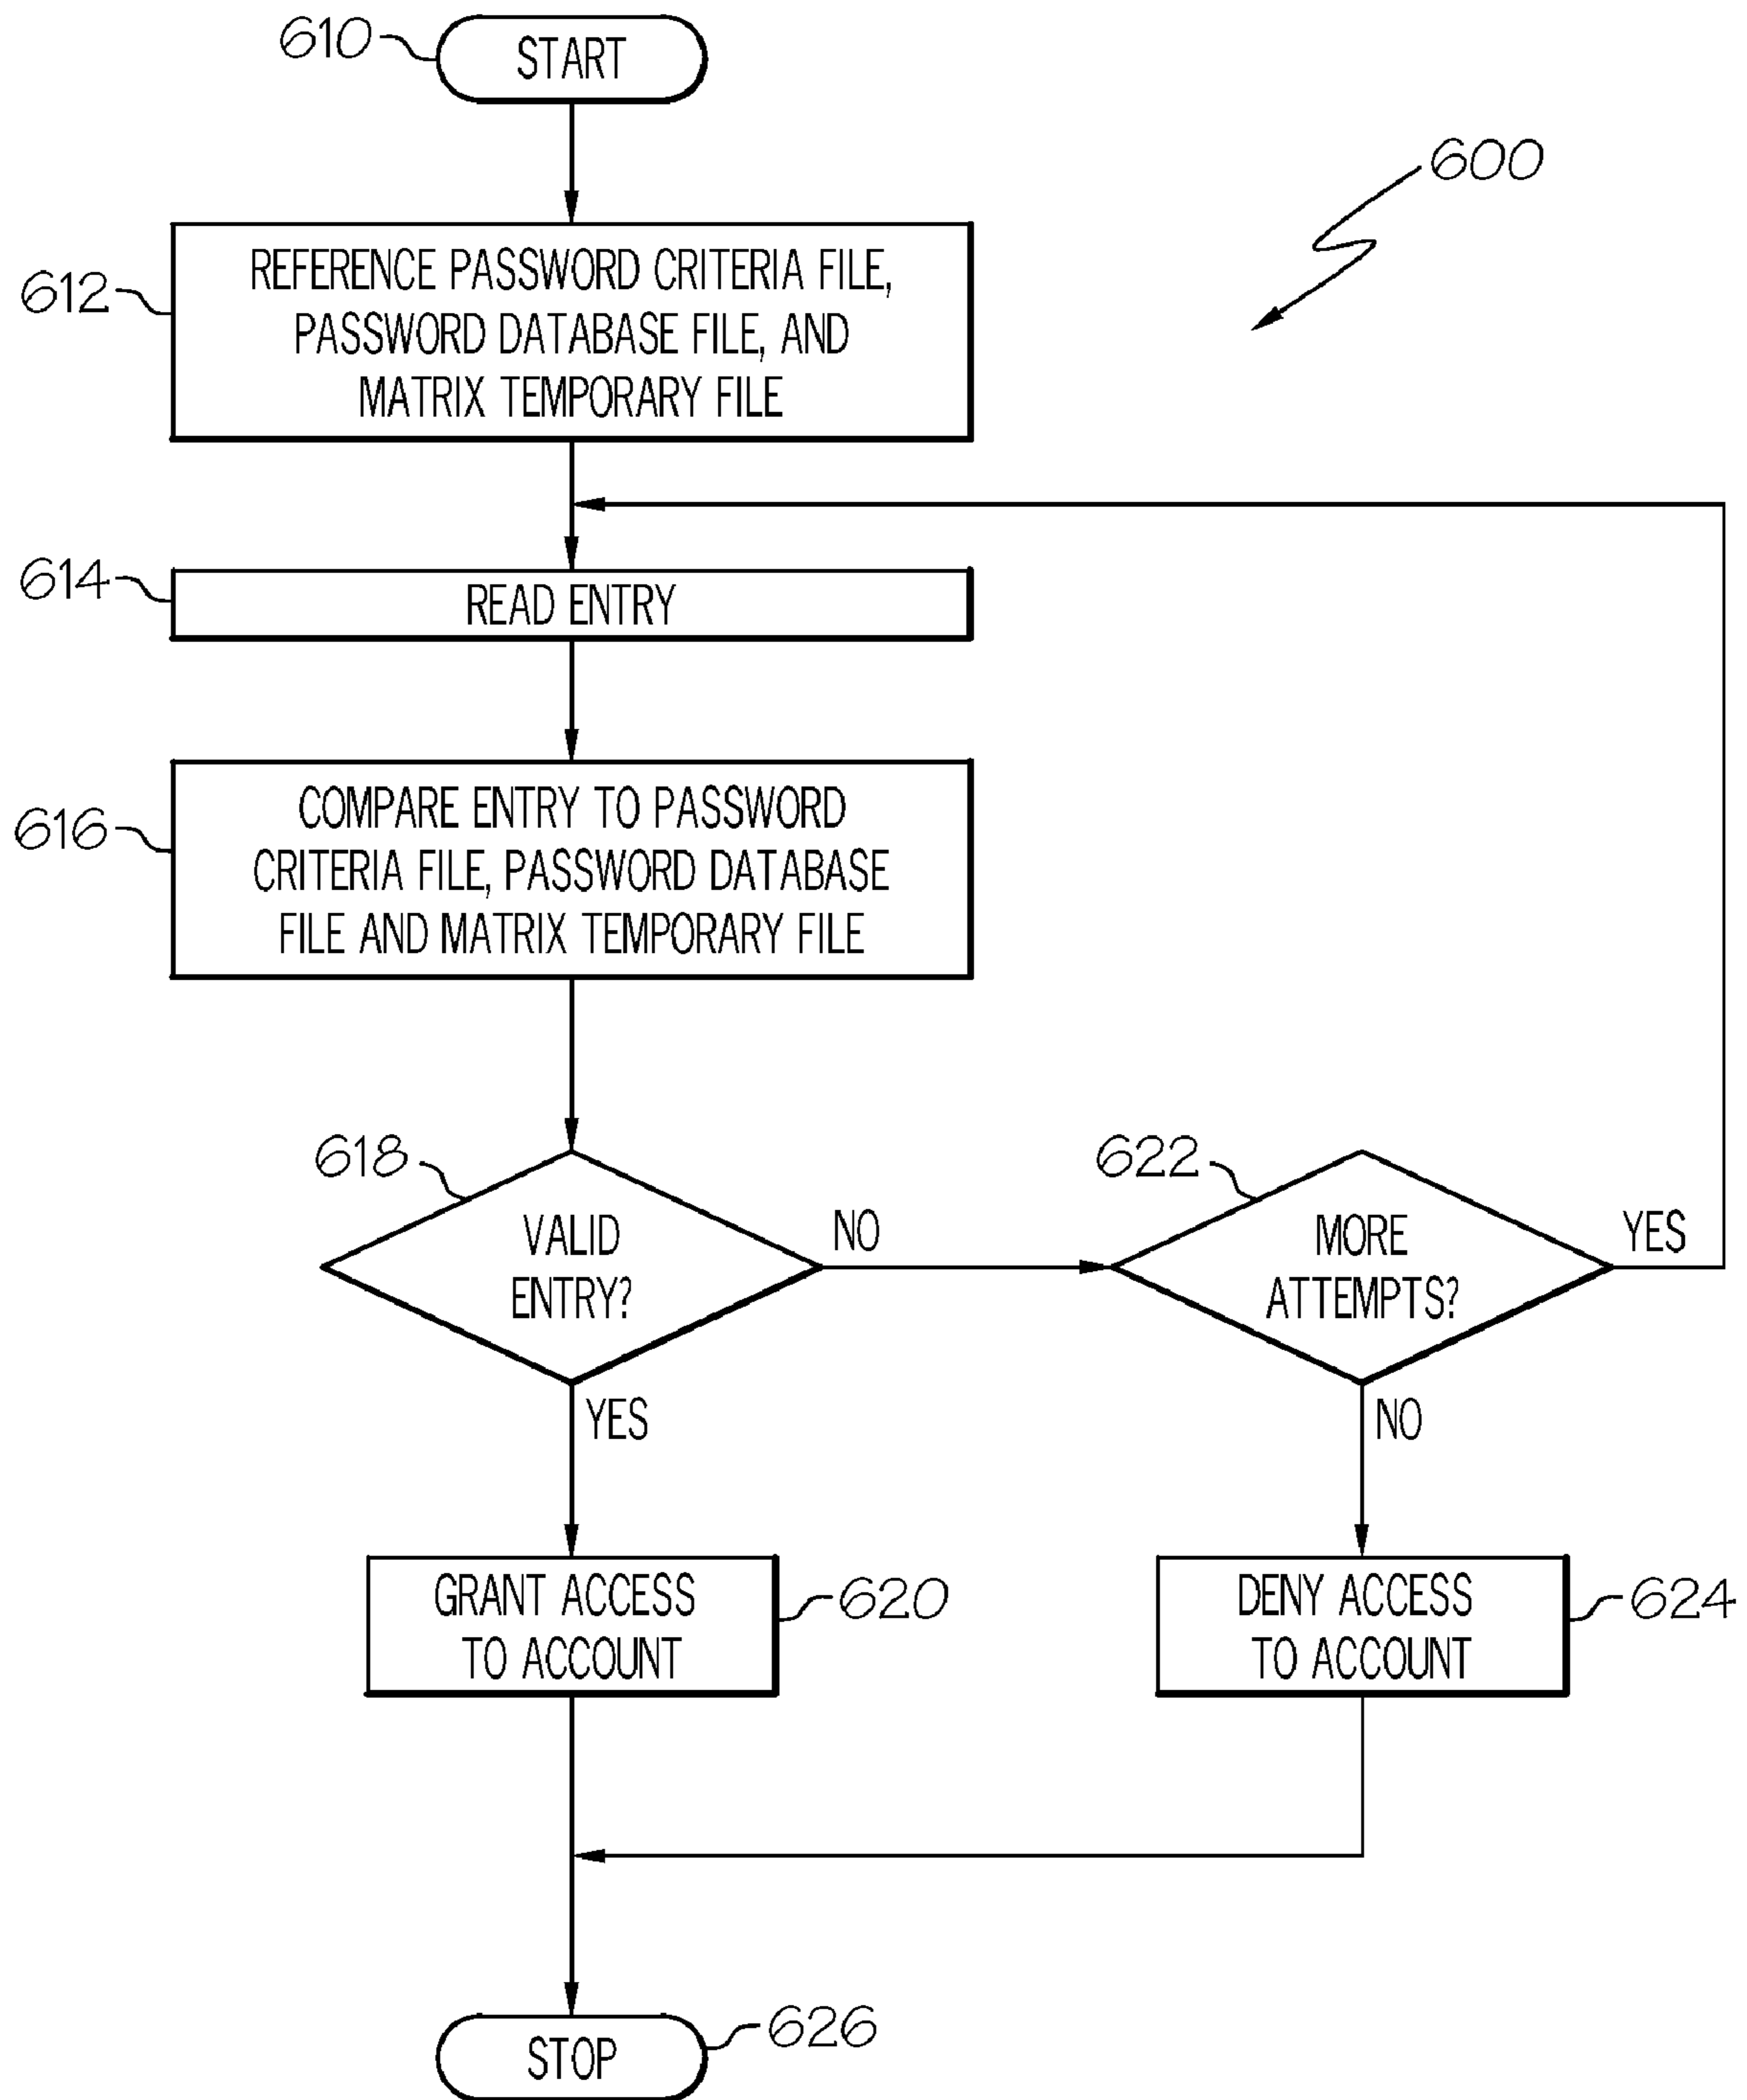 610
START
600
612
REFERENCE PASSWORD CRITERIA FILE,
PASSWORD DATABASE FILE, AND
MATRIX TEMPORARY FILE
614
READ ENTRY
616
COMPARE ENTRY TO PASSWORD
CRITERIA FILE, PASSWORD DATABASE
FILE AND MATRIX TEMPORARY FILE
618
VALID
ENTRY?
NO
YES
622
MORE
ATTEMPTS?
YES
NO
GRANT ACCESS
TO ACCOUNT
620
DENY ACCESS
TO ACCOUNT
624
STOP
626